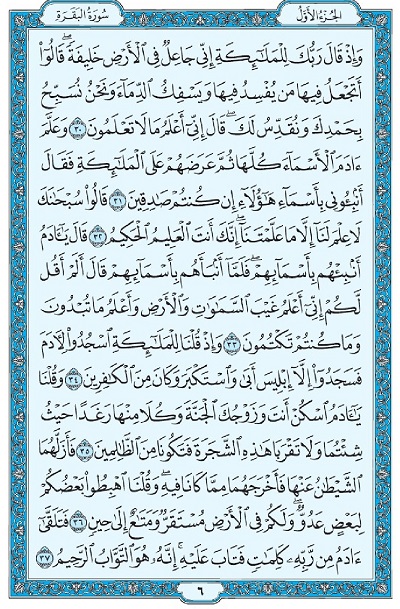 سُورَةُ البَقَرَةِ الجُزْءُ الأَوَّلُ
وَإِذْ قَالَ رَبُّكَ لِلْمَلَٰٓئِكَةِ إِنِّي جَاعِلٌ فِي ٱلْأَرْضِ خَلِيفَةًۖ قَالُوٓا۟
أَتَجْعَلُ فِيهَا مَن يُفْسِدُ فِيهَا وَيَسْفِكُ ٱلدِّمَآءَ وَنَحْنُ نُسَبِّحُ
بِحَمْدِكَ وَنُقَدِّسُ لَكَۖ قَالَ إِنِّيٓ أَعْلَمُ مَا لَا تَعْلَمُونَ ٣٠ وَعَلَّمَ
ءَادَمَ ٱلْأَسْمَآءَ كُلَّهَا ثُمَّ عَرَضَهُمْ عَلَى ٱلْمَلَٰٓئِكَةِ فَقَالَ
أَنۢبِـُٔونِي بِأَسْمَآءِ هَٰٓؤُلَآءِ إِن كُنتُمْ صَٰدِقِينَ ٣١ قَالُوا۟ سُبْحَٰنَكَ
لَا عِلْمَ لَنَآ إِلَّا مَا عَلَّمْتَنَآۖ إِنَّكَ أَنتَ ٱلْعَلِيمُ ٱلْحَكِيمُ ٣٢ قَالَ يَٰٓـَٔادَمُ
أَنۢبِئْهُم بِأَسْمَآئِهِمْۖ فَلَمَّآ أَنۢبَأَهُم بِأَسْمَآئِهِمْ قَالَ أَلَمْ أَقُل
لَّكُمْ إِنِّيٓ أَعْلَمُ غَيْبَ ٱلسَّمَٰوَٰتِ وَٱلْأَرْضِ وَأَعْلَمُ مَا تُبْدُونَ
وَمَا كُنتُمْ تَكْتُمُونَ ٣٣ وَإِذْ قُلْنَا لِلْمَلَٰٓئِكَةِ ٱسْجُدُوا۟ لِـَٔادَمَ
فَسَجَدُوٓا۟ إِلَّآ إِبْلِيسَ أَبَىٰ وَٱسْتَكْبَرَ وَكَانَ مِنَ ٱلْكَٰفِرِينَ ٣٤ وَقُلْنَا
يَٰٓـَٔادَمُ ٱسْكُنْ أَنتَ وَزَوْجُكَ ٱلْجَنَّةَ وَكُلَا مِنْهَا رَغَدًا حَيْثُ
شِئْتُمَا وَلَا تَقْرَبَا هَٰذِهِ ٱلشَّجَرَةَ فَتَكُونَا مِنَ ٱلظَّٰلِمِينَ ٣٥ فَأَزَلَّهُمَا
ٱلشَّيْطَٰنُ عَنْهَا فَأَخْرَجَهُمَا مِمَّا كَانَا فِيهِۖ وَقُلْنَا ٱهْبِطُوا۟ بَعْضُكُمْ
لِبَعْضٍ عَدُوٌّۖ وَلَكُمْ فِي ٱلْأَرْضِ مُسْتَقَرٌّ وَمَتَٰعٌ إِلَىٰ حِينٍ ٣٦ فَتَلَقَّىٰٓ
ءَادَمُ مِن رَّبِّهِۦ كَلِمَٰتٍ فَتَابَ عَلَيْهِۚ إِنَّهُۥ هُوَ ٱلتَّوَّابُ ٱلرَّحِيمُ ٣٧
٦